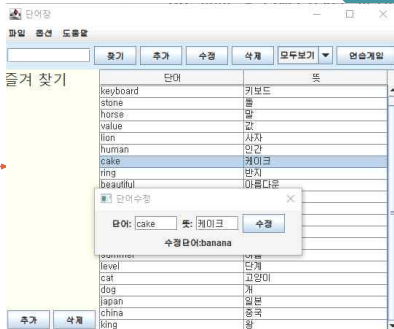 단어장
파일 옵션 도움말
찾기 추가 수정 삭제 모두보기 연습게임
즐겨 찾기
단어 뜻
keyboard 키보드
stone 돌
horse 말
value 값
lion 사자
human 인간
cake 케이크
ring 반지
beautiful 아름다운
단어수정
단어: cake 뜻: 케이크 수정
수정단어:banana
summer 여름
level 단계
cat 고양이
dog 개
japan 일본
china 중국
king 왕
추가 삭제